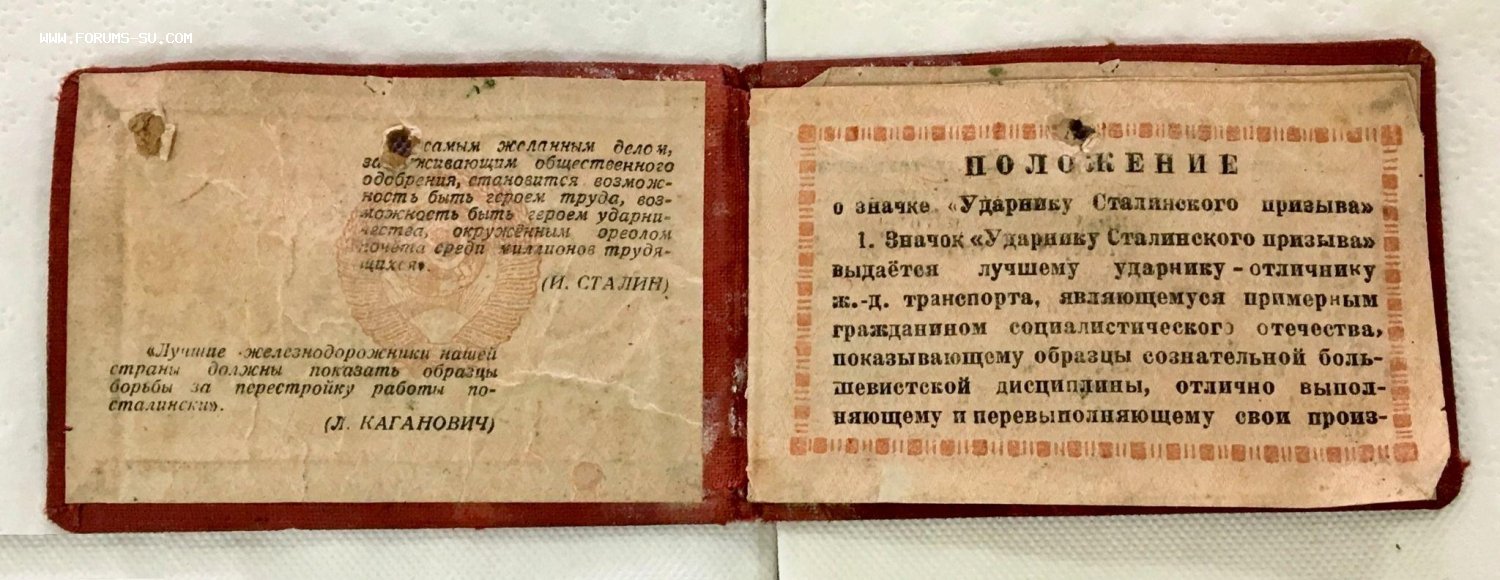 WWW.FORUMS-SU.COM
самым желанным делом,
общественного
одобрения, становится возмож-
ность быть героем труда, воз-
можность быть героем ударни-
чества, окружённым ореолом
почёта среди миллионов трудя-
щихся».
(И. СТАЛИН)
«Лучшие железнодорожники нашей
страны должны показать образцы
борьбы за перестройку работы по-
сталински».
(Л. КАГАНОВИЧ)
ПОЛОЖЕНИЕ
о значке «Ударнику Сталинского призыва»
1. Значок «Ударнику Сталинского призыва»
выдаётся лучшему ударнику-отличнику
ж.-д. транспорта, являющемуся примерным
гражданином социалистического отечества,
показывающему образцы сознательной боль-
шевистской дисциплины, отлично выпол-
няющему и перевыполняющему свои произ-